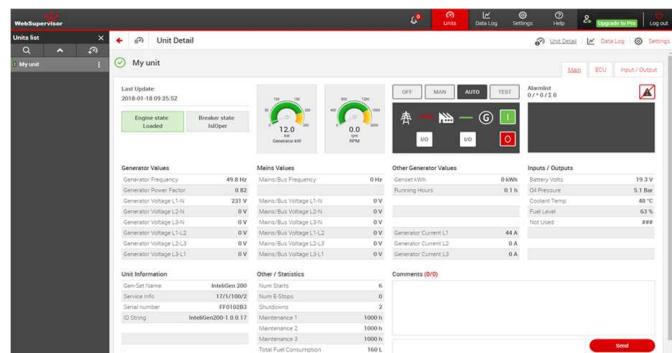 WebSupervisor
Units
Data Log
Settings
Help
Upgrade to Pro
Log out
Units list
Unit Detail
Unit Detail
Data Log
Settings
My unit
My unit
Main
ECU
Input / Output
Last Update:
2018-01-18 09:25:52
Engine state
Loaded
Breaker state
IslOper
12.0
kW
Generator kW
0.0
rpm
RPM
OFF
MAN
AUTO
TEST
G
I
I/O
I/O
O
Alarmlist
0 / * 0 / Σ 0
Generator Values
Generator Frequency 49.8 Hz
Generator Power Factor 0.82
Generator Voltage L1-N 231 V
Generator Voltage L2-N 0 V
Generator Voltage L3-N 0 V
Generator Voltage L1-L2 0 V
Generator Voltage L2-L3 0 V
Generator Voltage L3-L1 0 V
Mains Values
Mains/Bus Frequency 0 Hz
Mains/Bus Voltage L1-N 0 V
Mains/Bus Voltage L2-N 0 V
Mains/Bus Voltage L3-N 0 V
Mains/Bus Voltage L1-L2 0 V
Mains/Bus Voltage L2-L3 0 V
Mains/Bus Voltage L3-L1 0 V
Other Generator Values
Genset kWh 0 kWh
Running Hours 0.1 h
Generator Current L1 44 A
Generator Current L2 0 A
Generator Current L3 0 A
Inputs / Outputs
Battery Volts 19.3 V
Oil Pressure 5.1 Bar
Coolant Temp 48 °C
Fuel Level 63 %
Not Used ###
Unit Information
Gen-Set Name InteliGen 200
Service Info 17/1/100/2
Serial number FF0102B3
ID String InteliGen200-1.0.0.17
Other / Statistics
Num Starts 6
Num E-Stops 0
Shutdowns 2
Maintenance 1 1000 h
Maintenance 2 1000 h
Maintenance 3 1000 h
Total Fuel Consumption 160 L
Comments (0/0)
Send